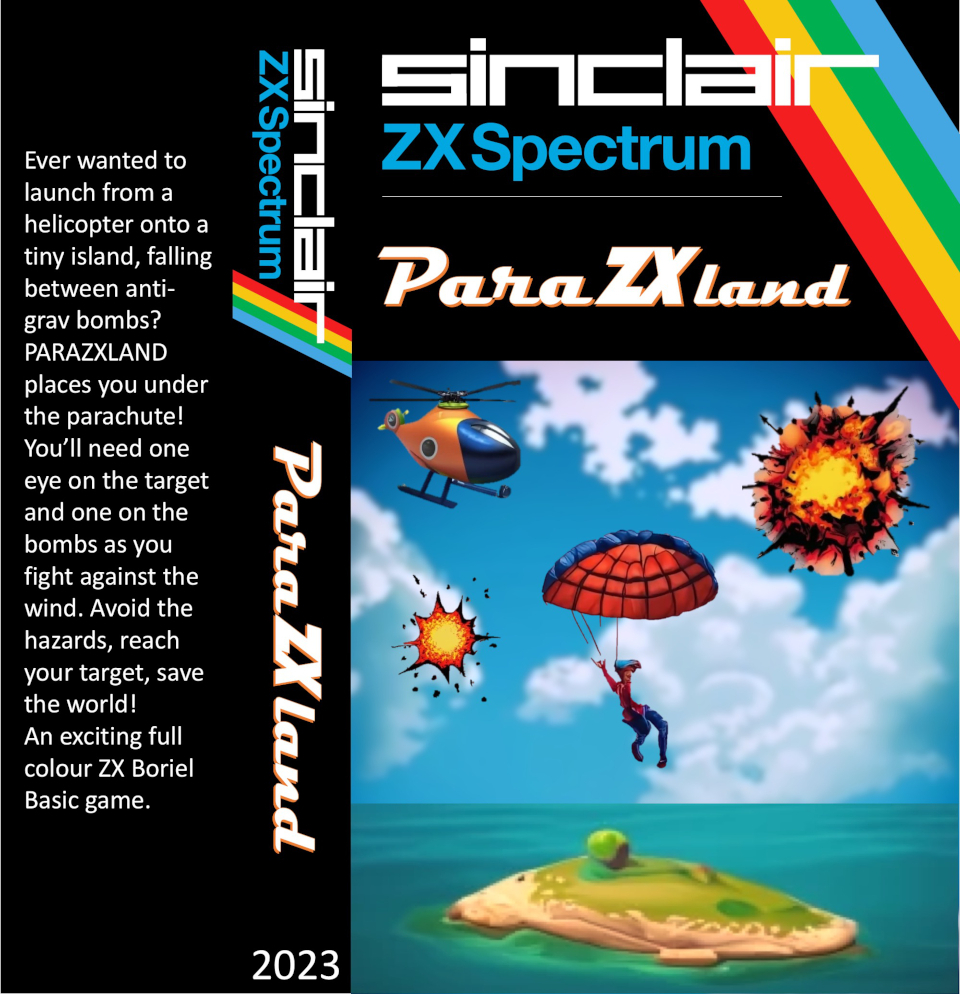 Ever wanted to
launch from a
helicopter onto a
tiny island, falling
between anti-
grav bombs?
PARAZXLAND
places you under
the parachute!
You’ll need one
eye on the target
and one on the
bombs as you
fight against the
wind. Avoid the
hazards, reach
your target, save
the world!
An exciting full
colour ZX Boriel
Basic game.
sinclair
ZX Spectrum
ParaZXland
2023
sinclair
ZX Spectrum
ParaZXland